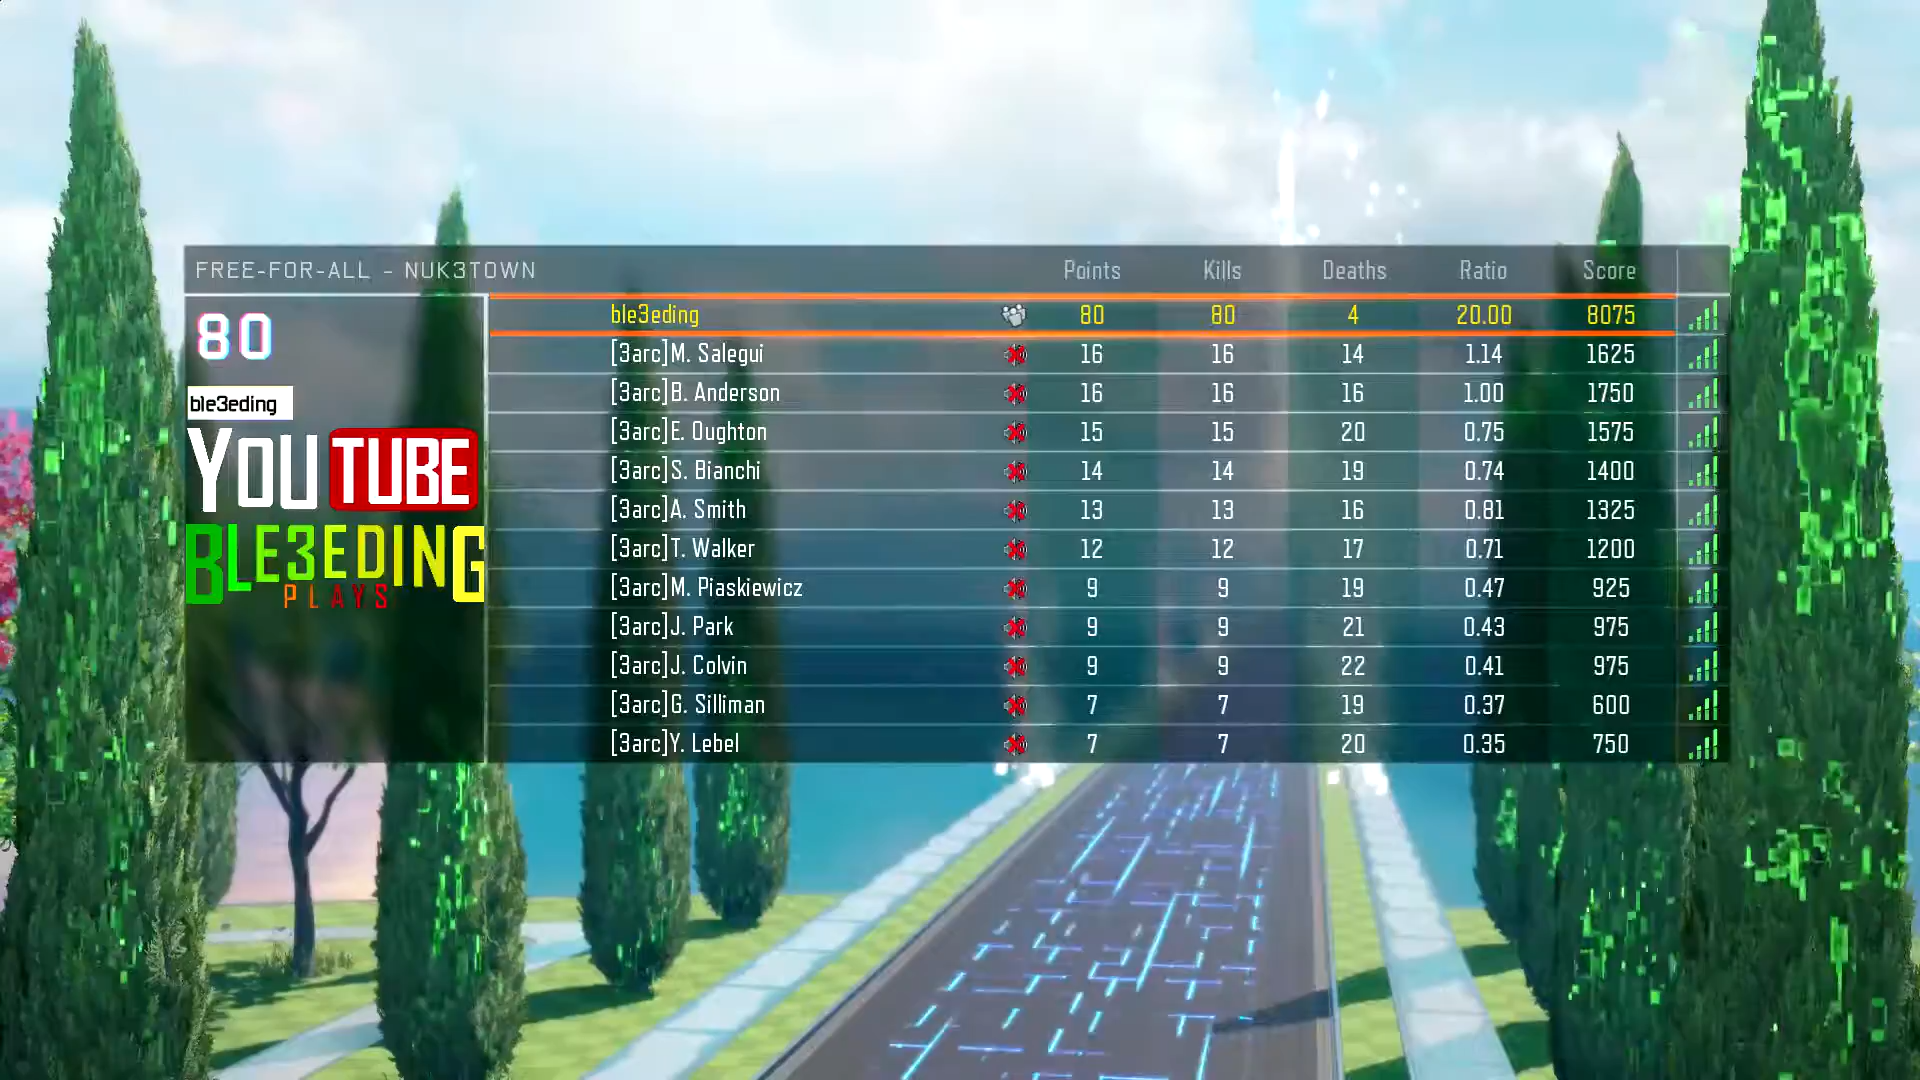 FREE-FOR-ALL - NUK3TOWN Points Kills Deaths Ratio Score
80
ble3eding
YOUTUBE
BLE3EDING
PLAYS
ble3eding 80 80 4 20.00 8075
[3arc]M. Salegui 16 16 14 1.14 1625
[3arc]B. Anderson 16 16 16 1.00 1750
[3arc]E. Oughton 15 15 20 0.75 1575
[3arc]S. Bianchi 14 14 19 0.74 1400
[3arc]A. Smith 13 13 16 0.81 1325
[3arc]T. Walker 12 12 17 0.71 1200
[3arc]M. Piaskiewicz 9 9 19 0.47 925
[3arc]J. Park 9 9 21 0.43 975
[3arc]J. Colvin 9 9 22 0.41 975
[3arc]G. Silliman 7 7 19 0.37 600
[3arc]Y. Lebel 7 7 20 0.35 750